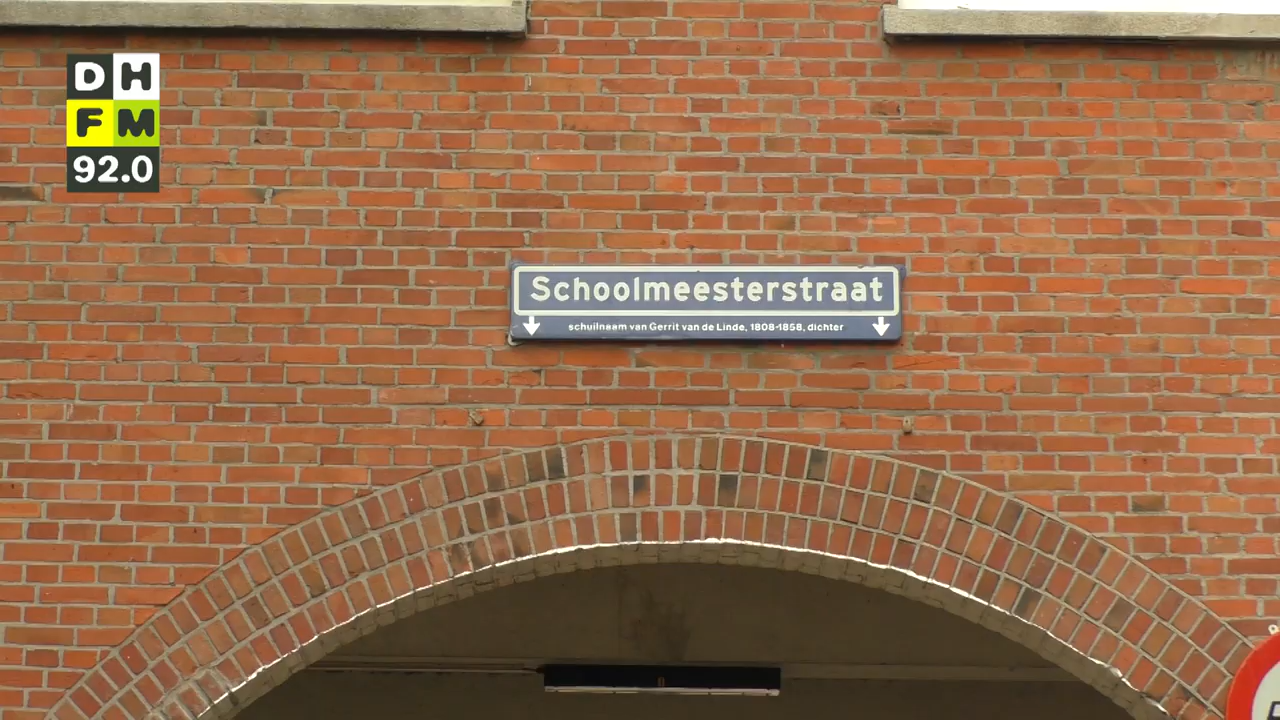 DH
FM
92.0
Schoolmeesterstraat
schuilnaam van Gerrit van de Linde, 1808-1858, dichter